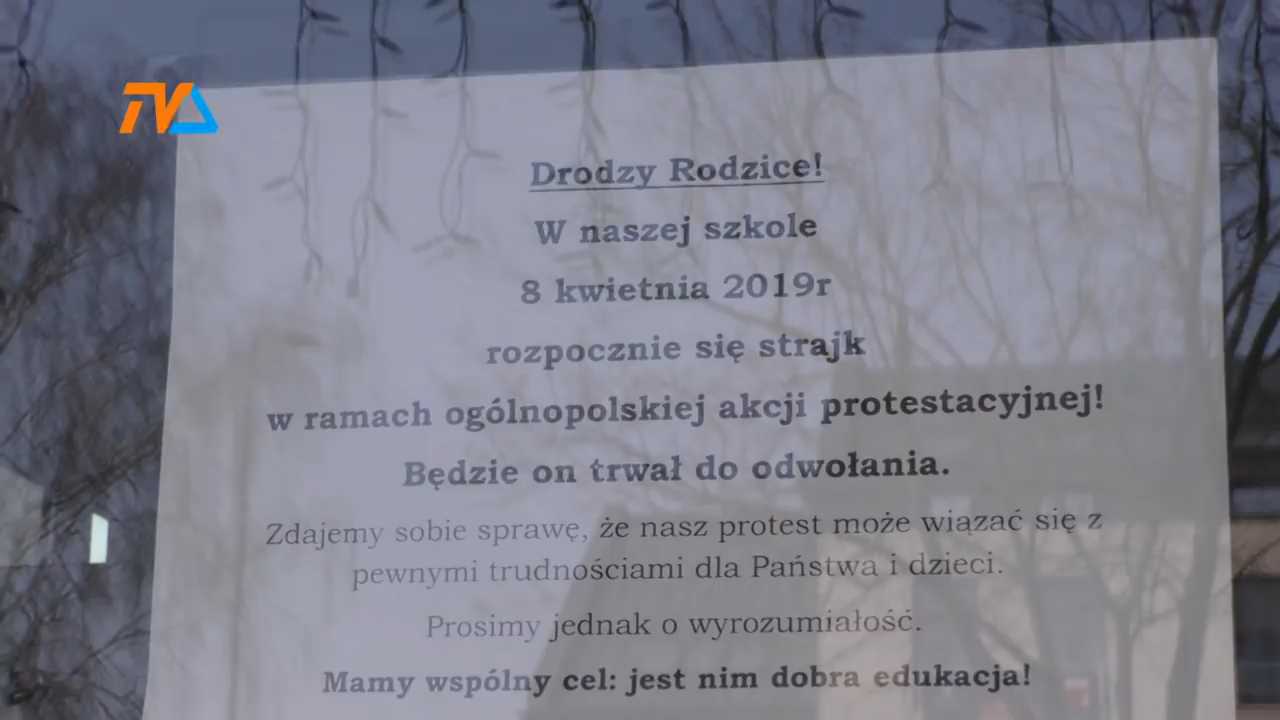 TVA
Drodzy Rodzice!
W naszej szkole
8 kwietnia 2019r
rozpocznie się strajk
w ramach ogólnopolskiej akcji protestacyjnej!
Będzie on trwał do odwołania.
Zdajemy sobie sprawę, że nasz protest może wiązać się z
pewnymi trudnościami dla Państwa i dzieci.
Prosimy jednak o wyrozumiałość.
Mamy wspólny cel: jest nim dobra edukacja!